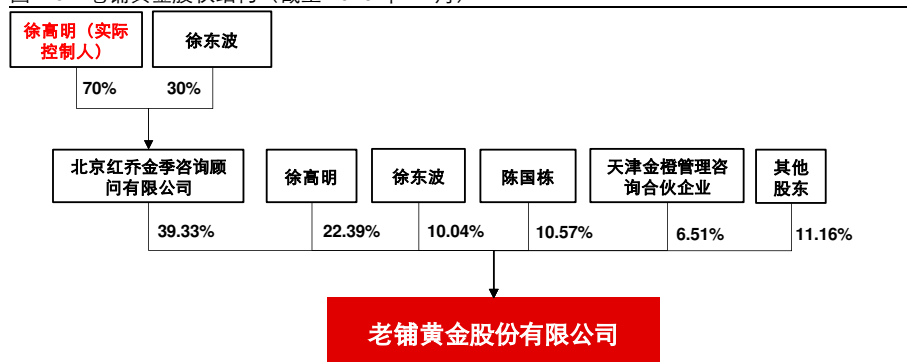 徐高明（实际
控制人）
徐东波
70%
30%
北京红乔金季咨询顾
问有限公司
徐高明
徐东波
陈国栋
天津金橙管理咨
询合伙企业
其他
股东
39.33%
22.39%
10.04%
10.57%
6.51%
11.16%
老铺黄金股份有限公司